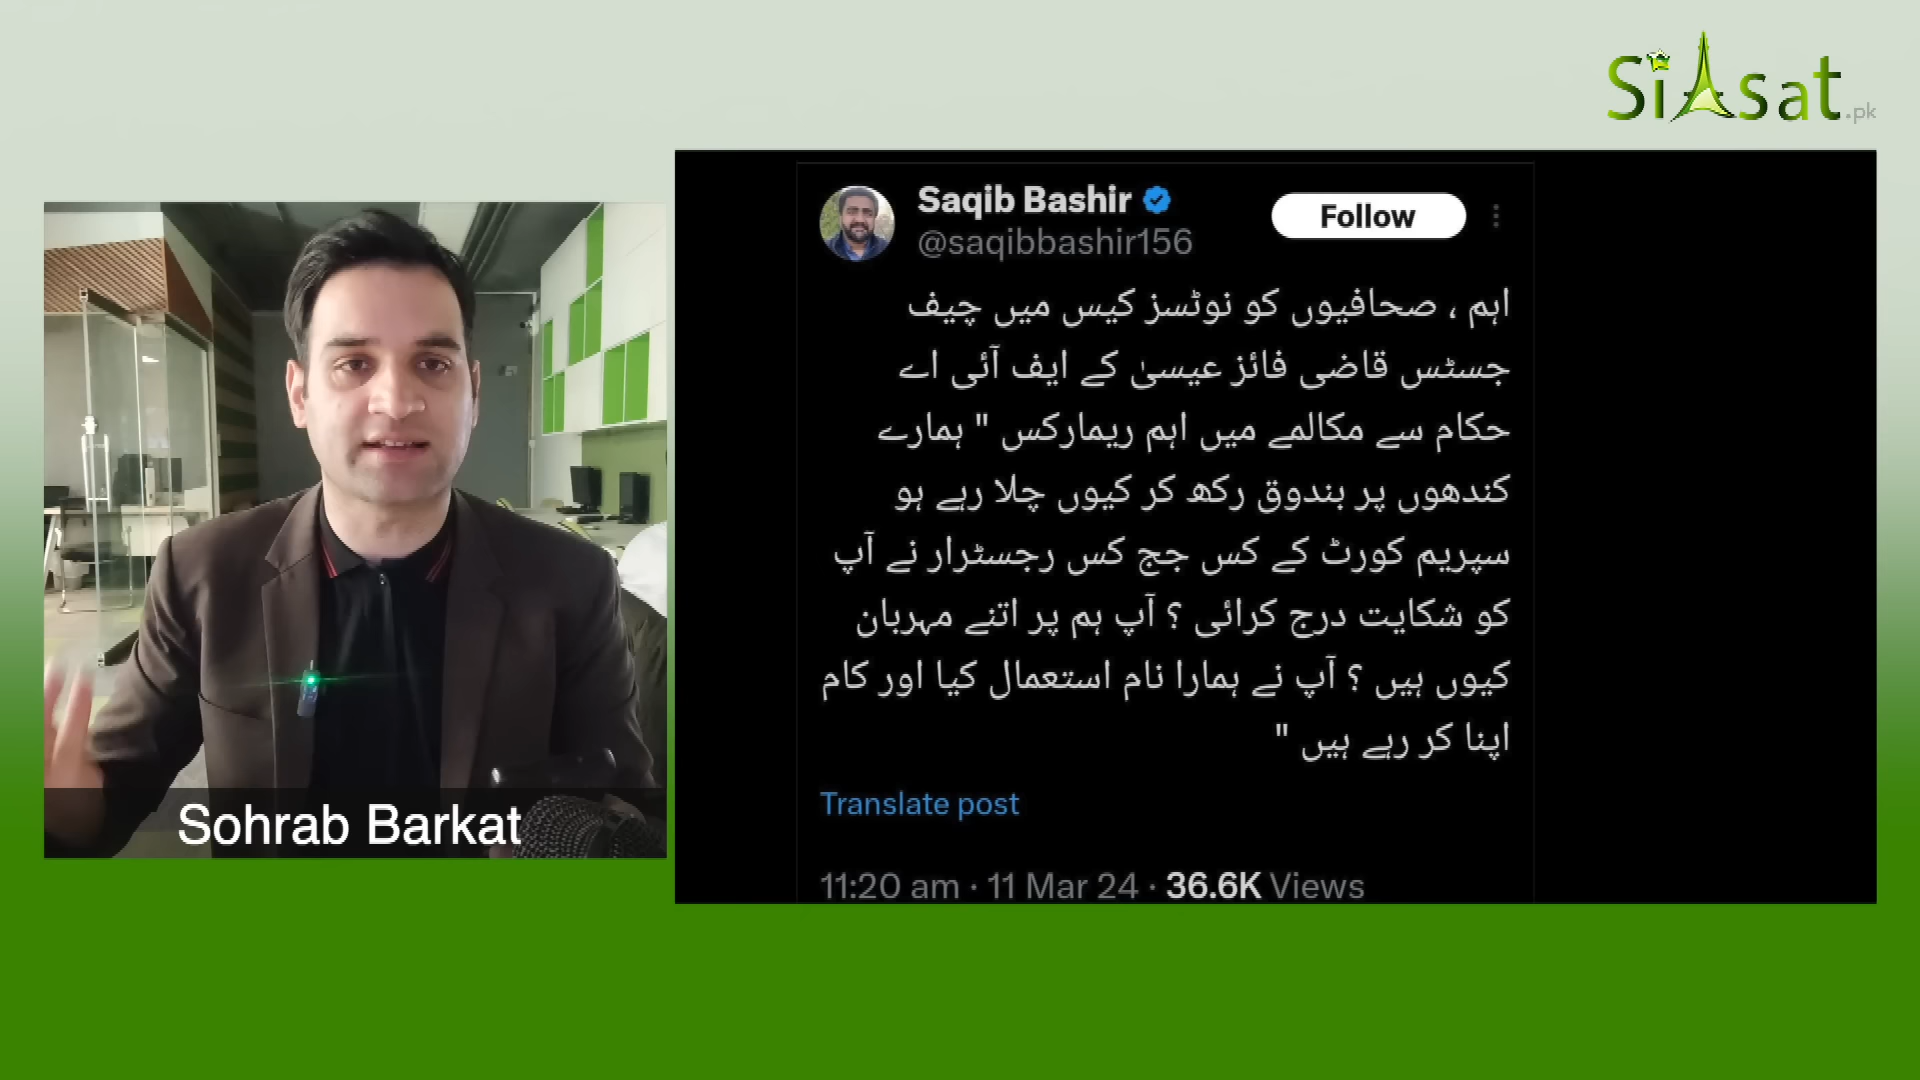 SiAsat.pk
Saqib Bashir
@saqibbashir156
Follow
اہم ، صحافیوں کو نوٹسز کیس میں چیف
جسٹس قاضی فائز عیسیٰ کے ایف آئی اے
حکام سے مکالمے میں اہم ریمارکس " ہمارے
کندھوں پر بندوق رکھ کر کیوں چلا رہے ہو
سپریم کورٹ کے کس جج کس رجسٹرار نے آپ
کو شکایت درج کرائی ؟ آپ ہم پر اتنے مہربان
کیوں ہیں ؟ آپ نے ہمارا نام استعمال کیا اور کام
اپنا کر رہے ہیں "
Translate post
11:20 am · 11 Mar 24 · 36.6K Views
Sohrab Barkat